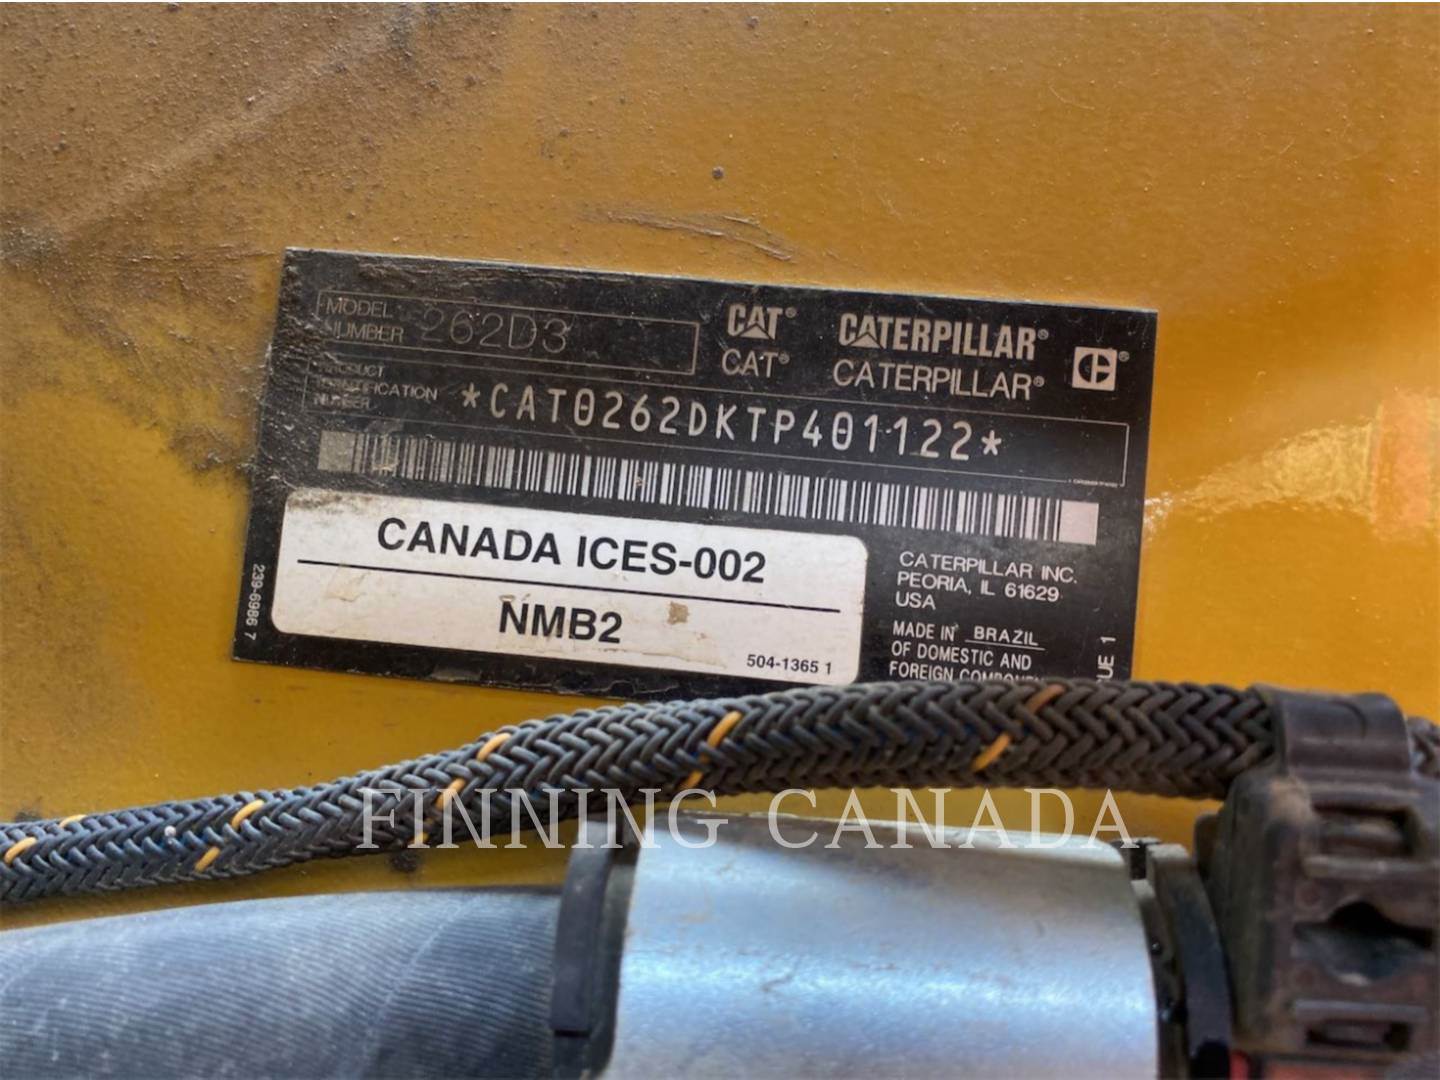 MODEL NUMBER 262D3
CAT® CATERPILLAR®
CAT® CATERPILLAR®
PRODUCT
IDENTIFICATION
NUMBER
*CAT0262DKTP401122*
CANADA ICES-002
NMB2
504-1365 1
239-6986 7
CATERPILLAR INC.
PEORIA, IL 61629
USA
MADE IN BRAZIL
OF DOMESTIC AND
FOREIGN
FINNING CANADA